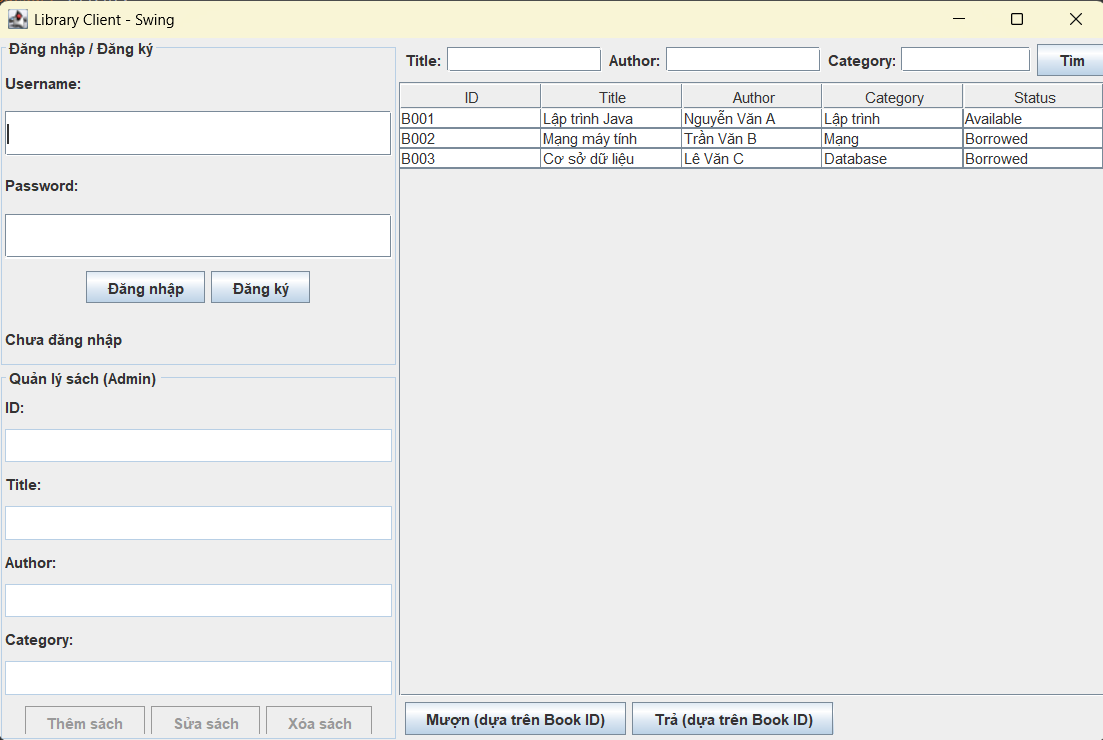 Library Client - Swing
Đăng nhập / Đăng ký
Username:
Password:
Đăng nhập Đăng ký
Chưa đăng nhập
Quản lý sách (Admin)
ID:
Title:
Author:
Category:
Thêm sách Sửa sách Xóa sách
Title: Author: Category: Tìm
ID Title Author Category Status
B001 Lập trình Java Nguyễn Văn A Lập trình Available
B002 Mạng máy tính Trần Văn B Mạng Borrowed
B003 Cơ sở dữ liệu Lê Văn C Database Borrowed
Mượn (dựa trên Book ID) Trả (dựa trên Book ID)